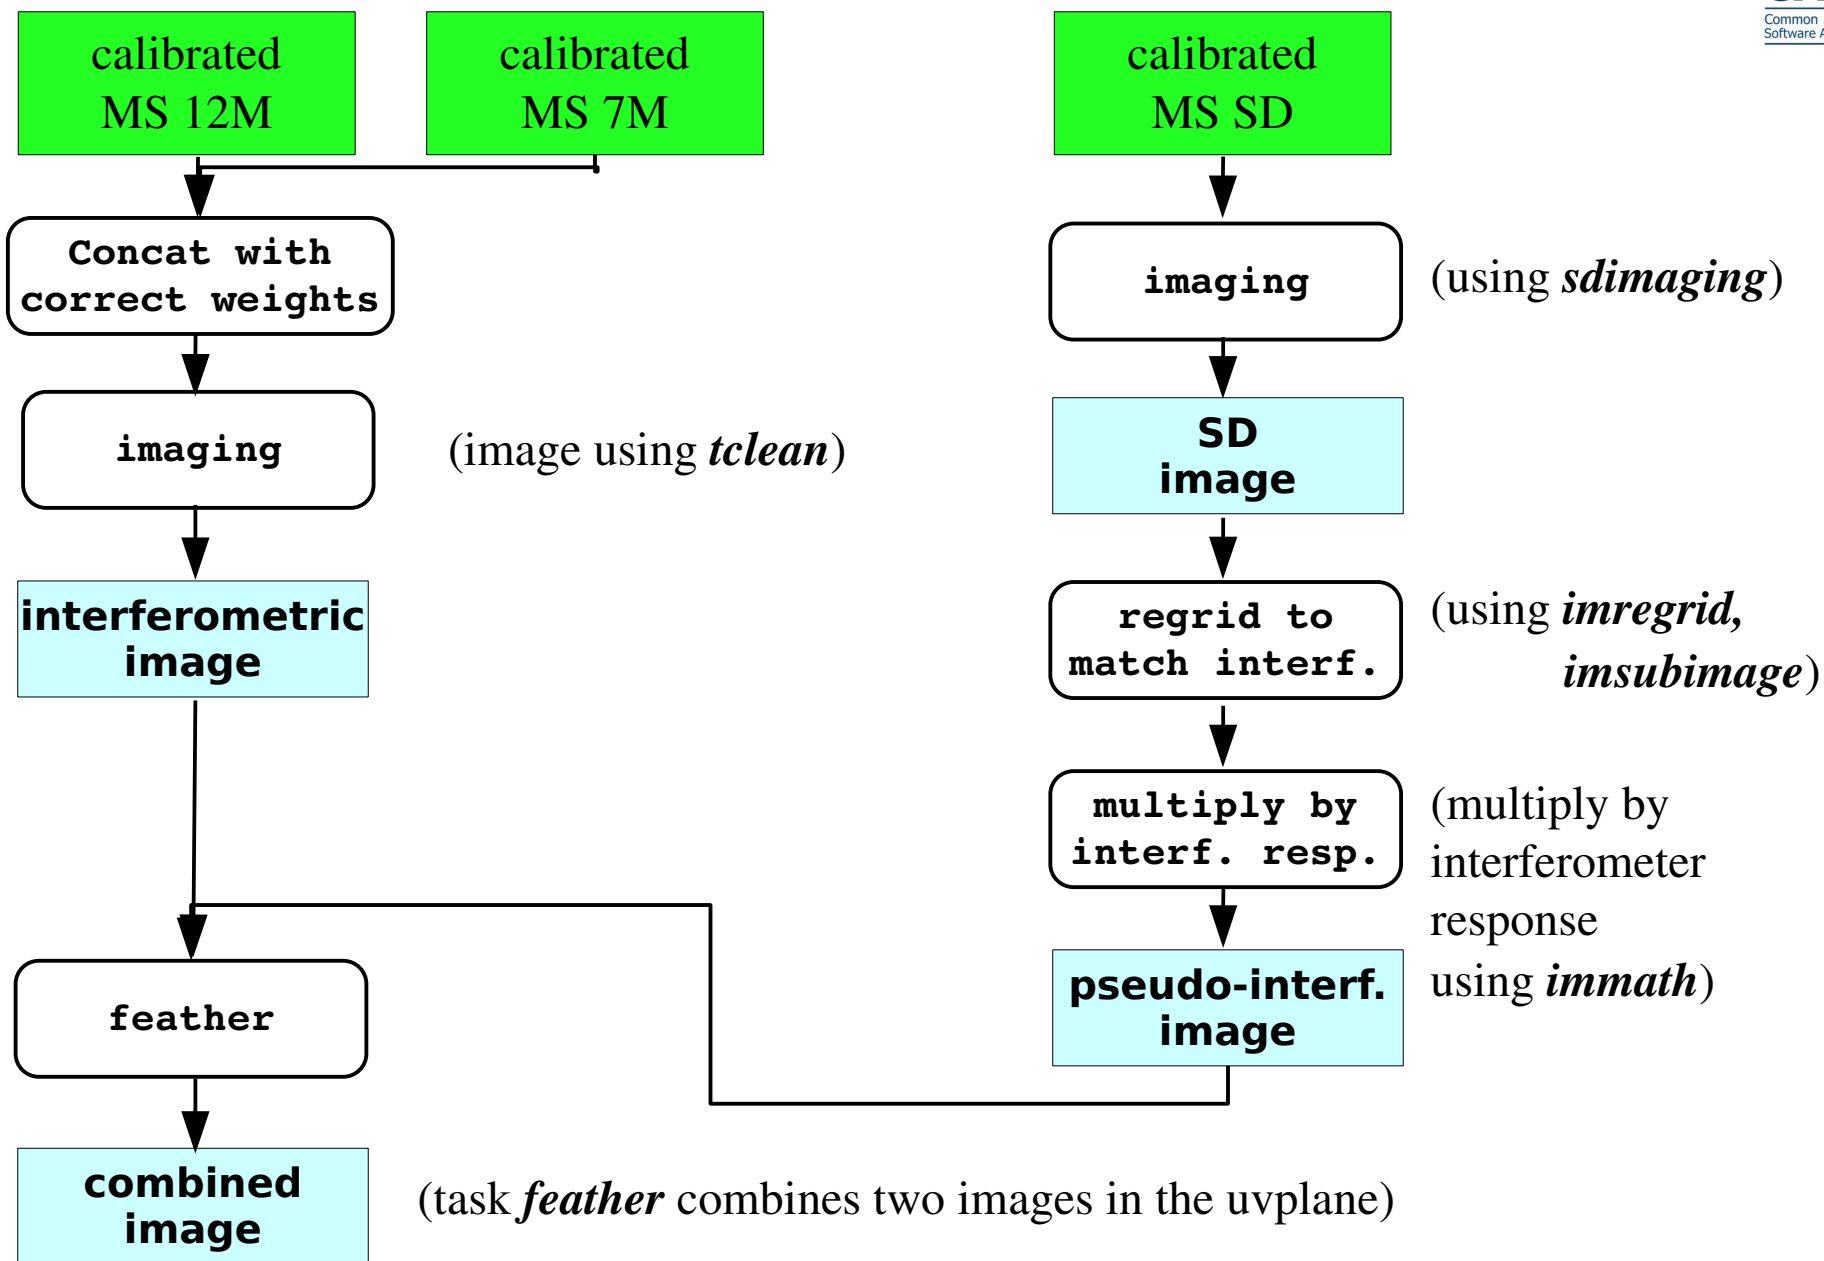 Common
Software A
calibrated
MS 12M
calibrated
MS 7M
calibrated
MS SD
Concat with
correct weights
imaging
(using sdimaging)
imaging
(image using tclean)
SD
image
interferometric
image
regrid to
match interf.
(using imregrid,
imsubimage)
multiply by
interf. resp.
(multiply by
interferometer
response
using immath)
feather
pseudo-interf.
image
combined
image
(task feather combines two images in the uvplane)